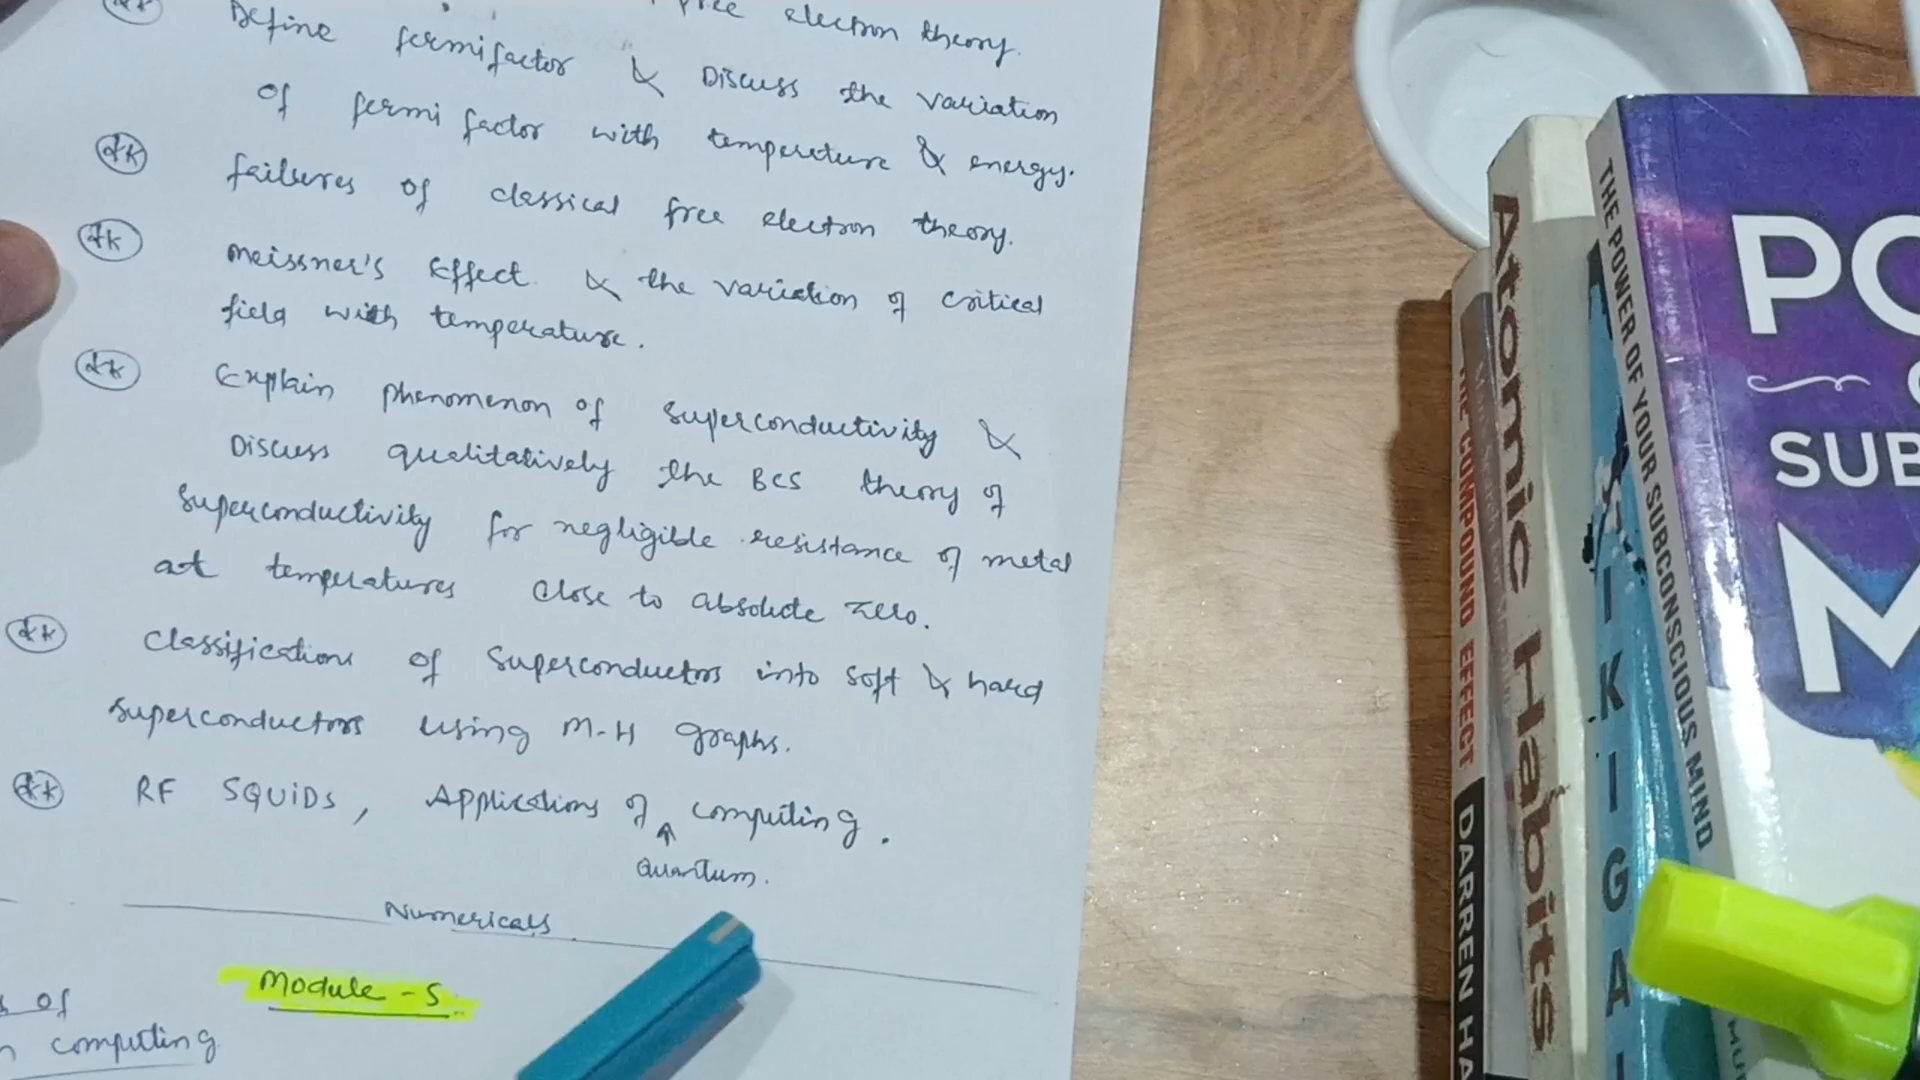 free electron theory.
Define fermifactor & Discuss the variation
of fermi factor with temperature & energy.
failures of classical free electron theory.
Meissner's Effect & the variation of critical
field with temperature.
Explain phenomenon of superconductivity &
Discuss qualitatively the BCS theory of
superconductivity for negligible resistance of metal
at temperatures close to absolute zero.
Classifications of superconductors into soft & hard
superconductors using M-H graphs.
RF SQUIDS, Applications of computing.
Quantum.
Numericals
Module - 5
of
computing
THE COMPOUND EFFECT
DARREN HA
Atomic Habits
IKIGAI
THE POWER OF YOUR SUBCONSCIOUS MIND
PO
SUB
M